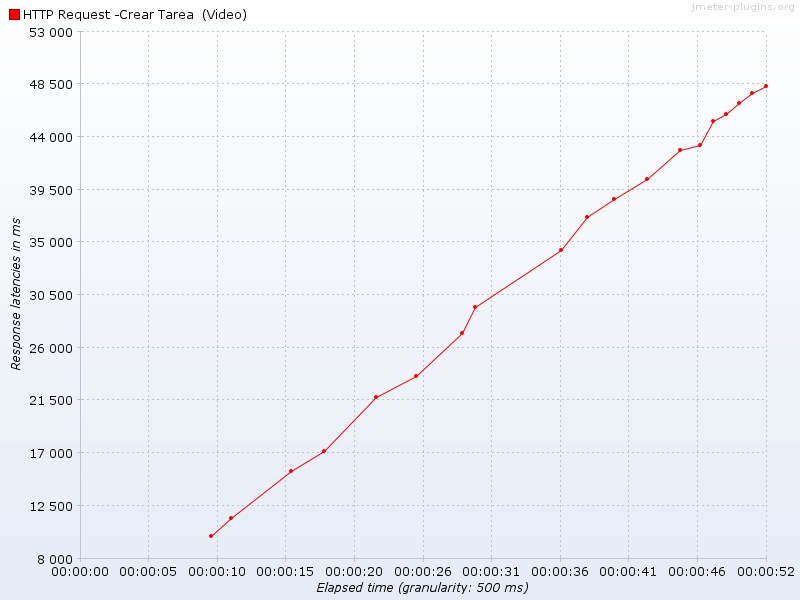 jmeter-plugins.org
HTTP Request -Crear Tarea  (Video)
53 000
48 500
44 000
39 500
35 000
30 500
26 000
21 500
17 000
12 500
8 000
Response latencies in ms
00:00:00 00:00:05 00:00:10 00:00:15 00:00:20 00:00:26 00:00:31 00:00:36 00:00:41 00:00:46 00:00:52
Elapsed time (granularity: 500 ms)